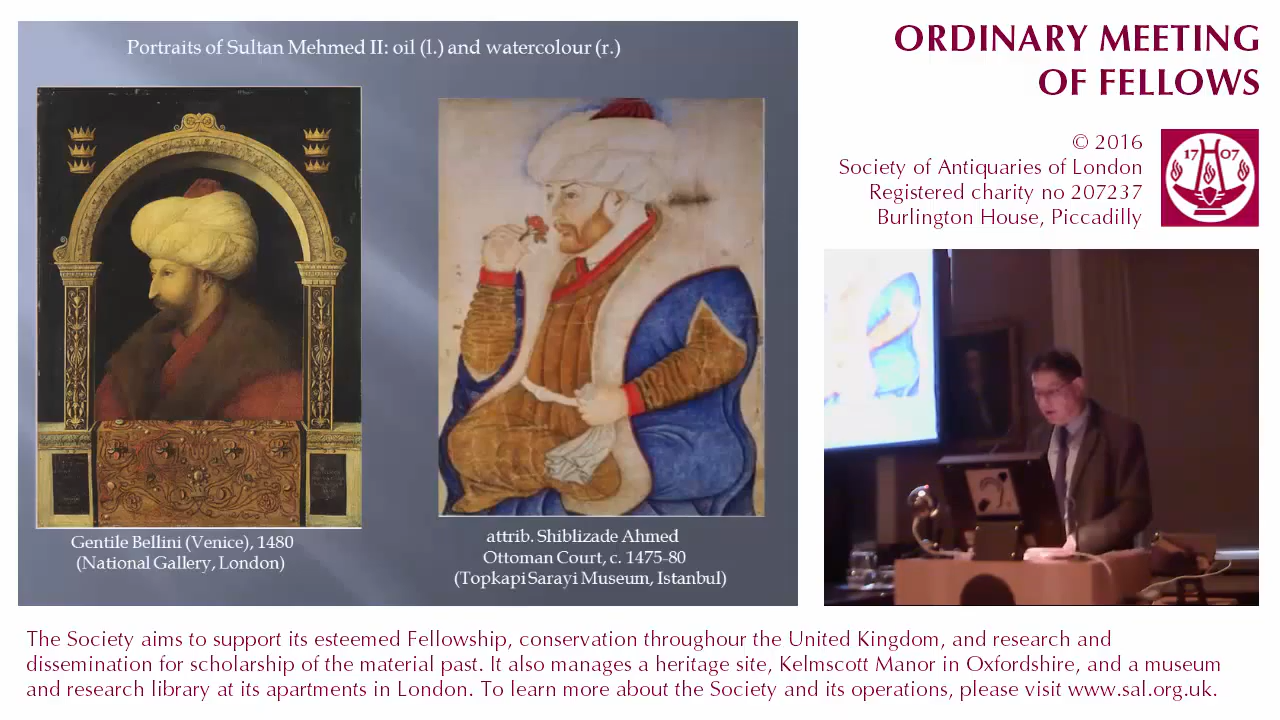 Portraits of Sultan Mehmed II: oil (l.) and watercolour (r.)
Gentile Bellini (Venice), 1480
(National Gallery, London)
attrib. Shiblizade Ahmed
Ottoman Court, c. 1475-80
(Topkapi Sarayi Museum, Istanbul)
ORDINARY MEETING
OF FELLOWS
© 2016
Society of Antiquaries of London
Registered charity no 207237
Burlington House, Piccadilly
17 07
The Society aims to support its esteemed Fellowship, conservation throughour the United Kingdom, and research and
dissemination for scholarship of the material past. It also manages a heritage site, Kelmscott Manor in Oxfordshire, and a museum
and research library at its apartments in London. To learn more about the Society and its operations, please visit www.sal.org.uk.